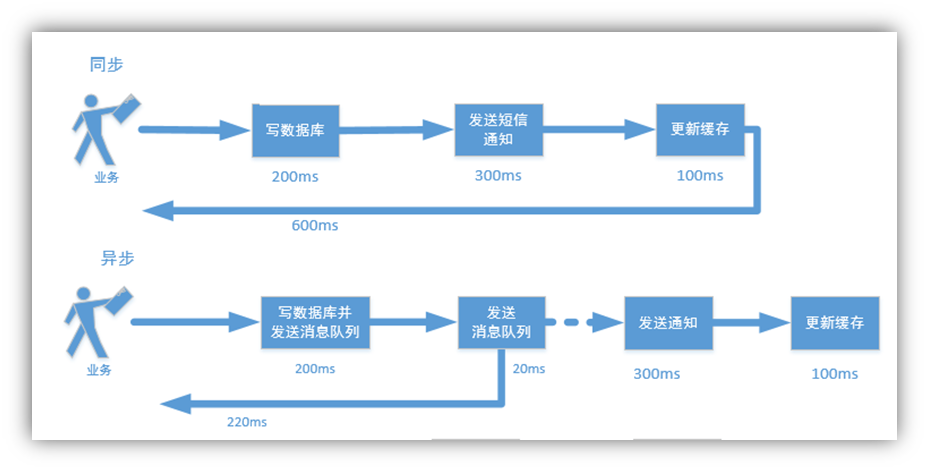 同步
业务
写数据库
200ms
发送短信
通知
300ms
更新缓存
100ms
600ms
异步
业务
写数据库并
发送消息队列
200ms
发送
消息队列
20ms
发送通知
300ms
更新缓存
100ms
220ms